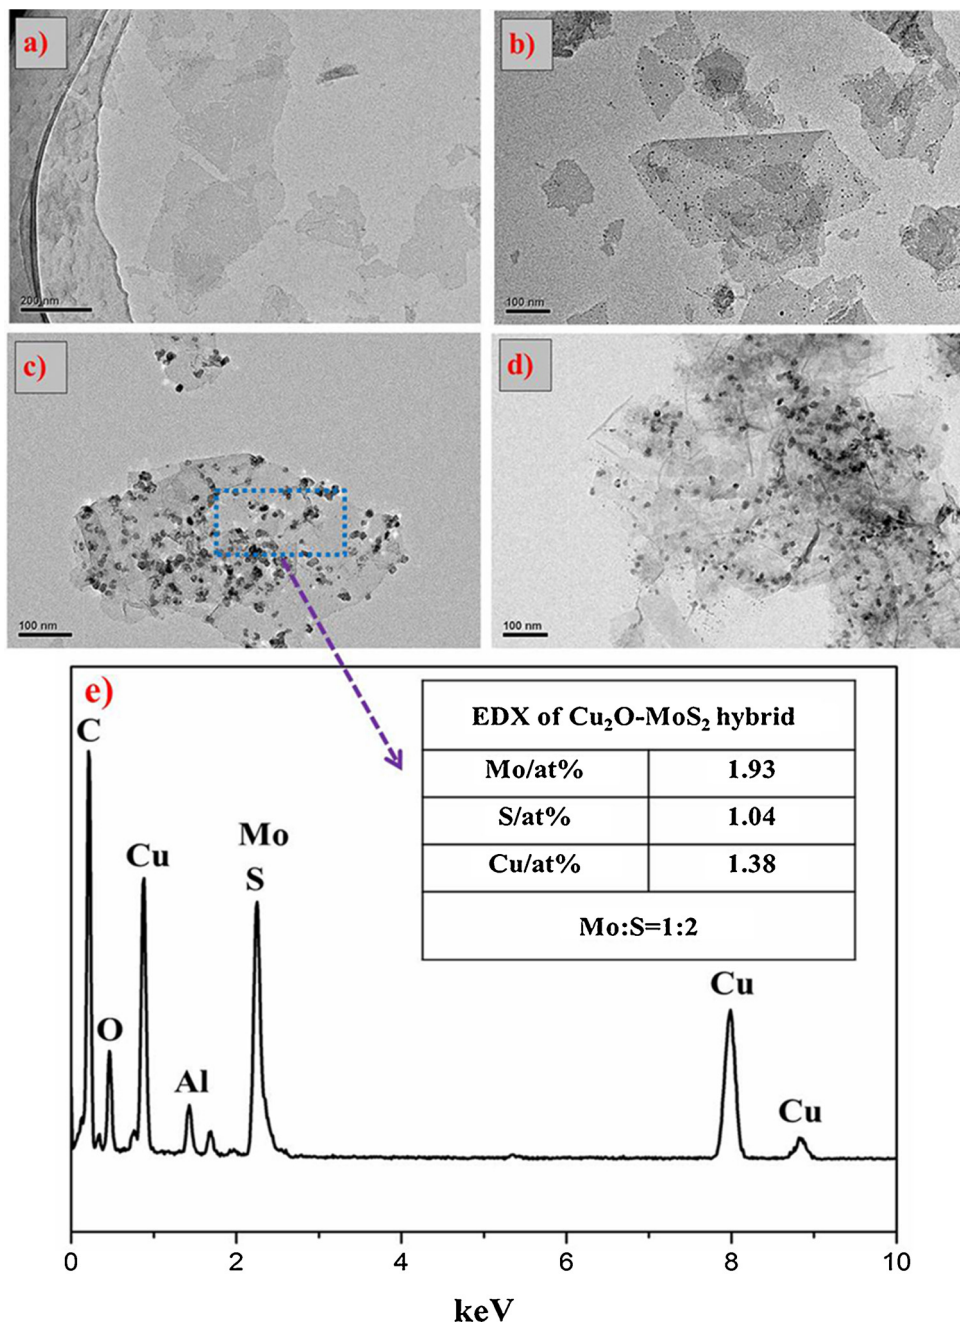 a)
200 nm
b)
100 nm
c)
100 nm
d)
100 nm
e)
C
O
Cu
Al
Mo
S
Cu
Cu
EDX of Cu₂O-MoS₂ hybrid
Mo/at% 1.93
S/at% 1.04
Cu/at% 1.38
Mo:S=1:2
0 2 4 6 8 10
keV